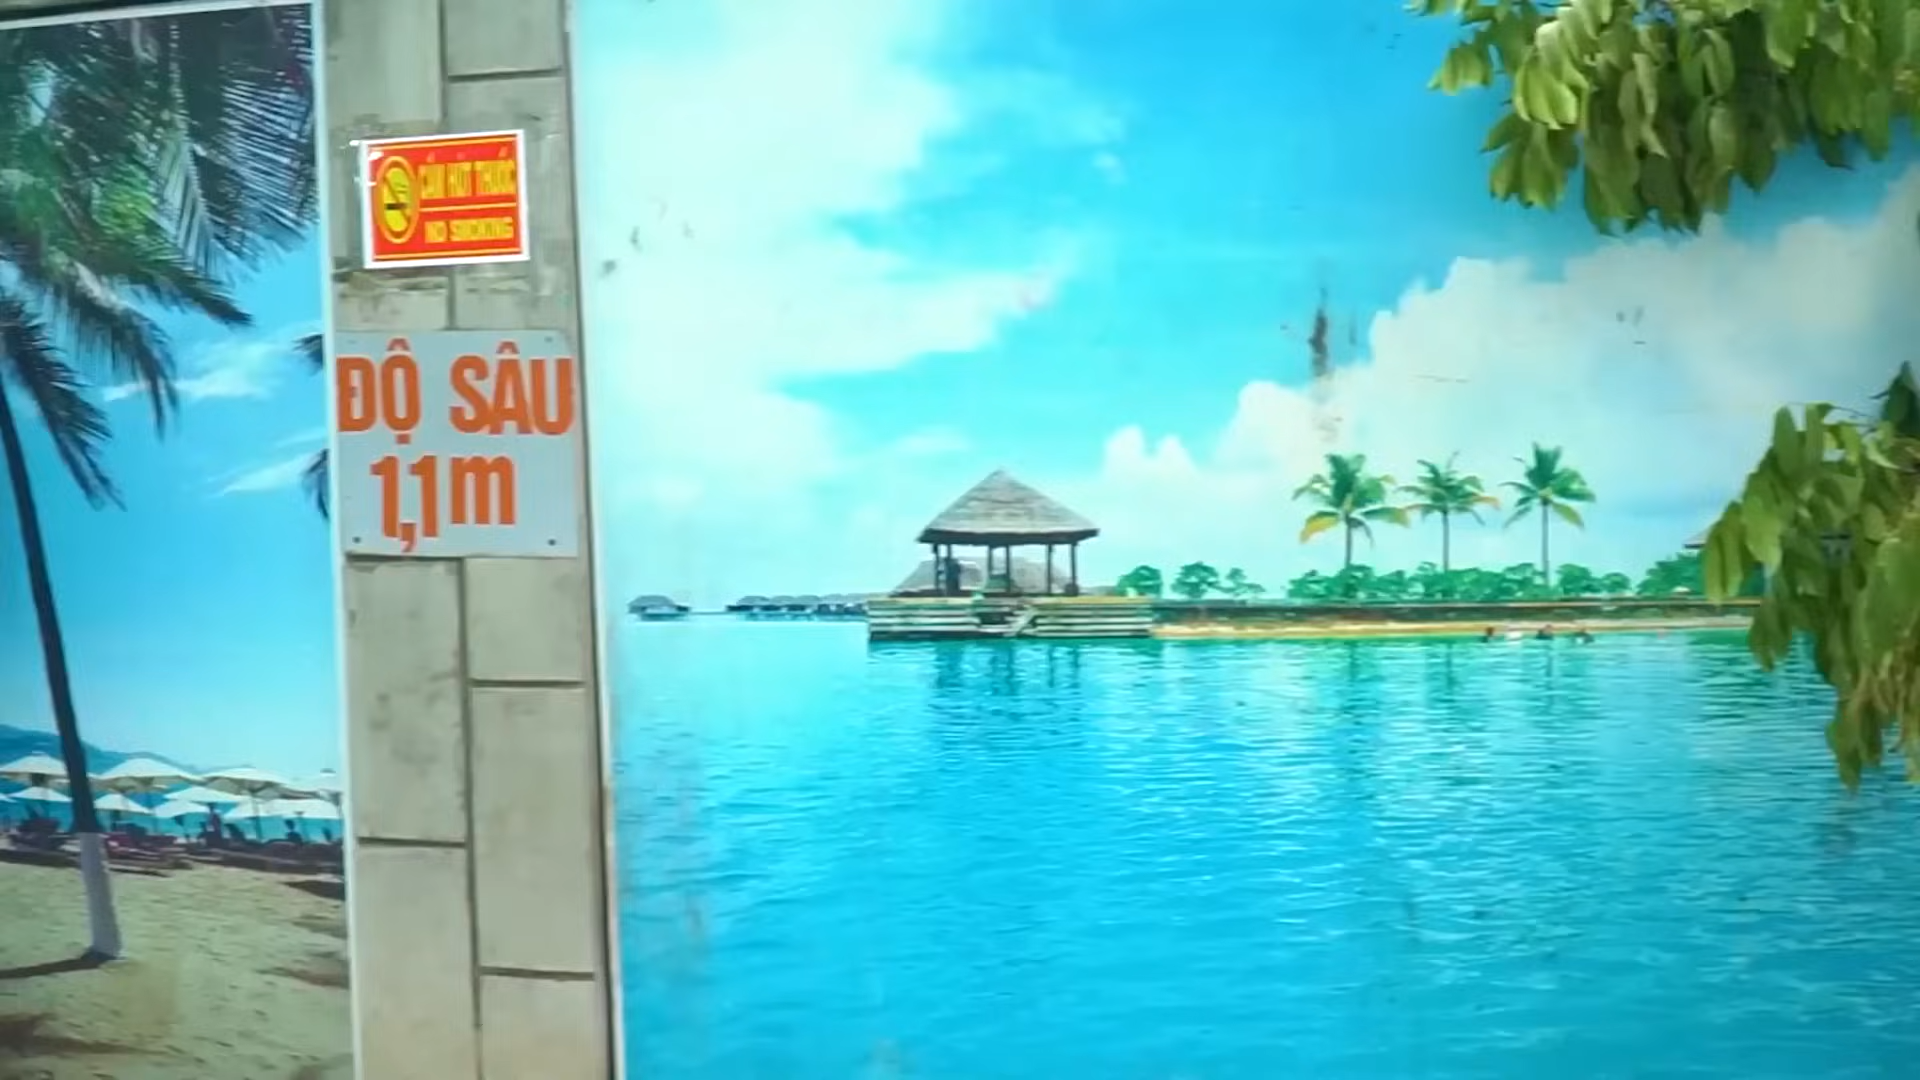 CẤM HÚT THUỐC
NO SMOKING
ĐỘ SÂU
1,1m